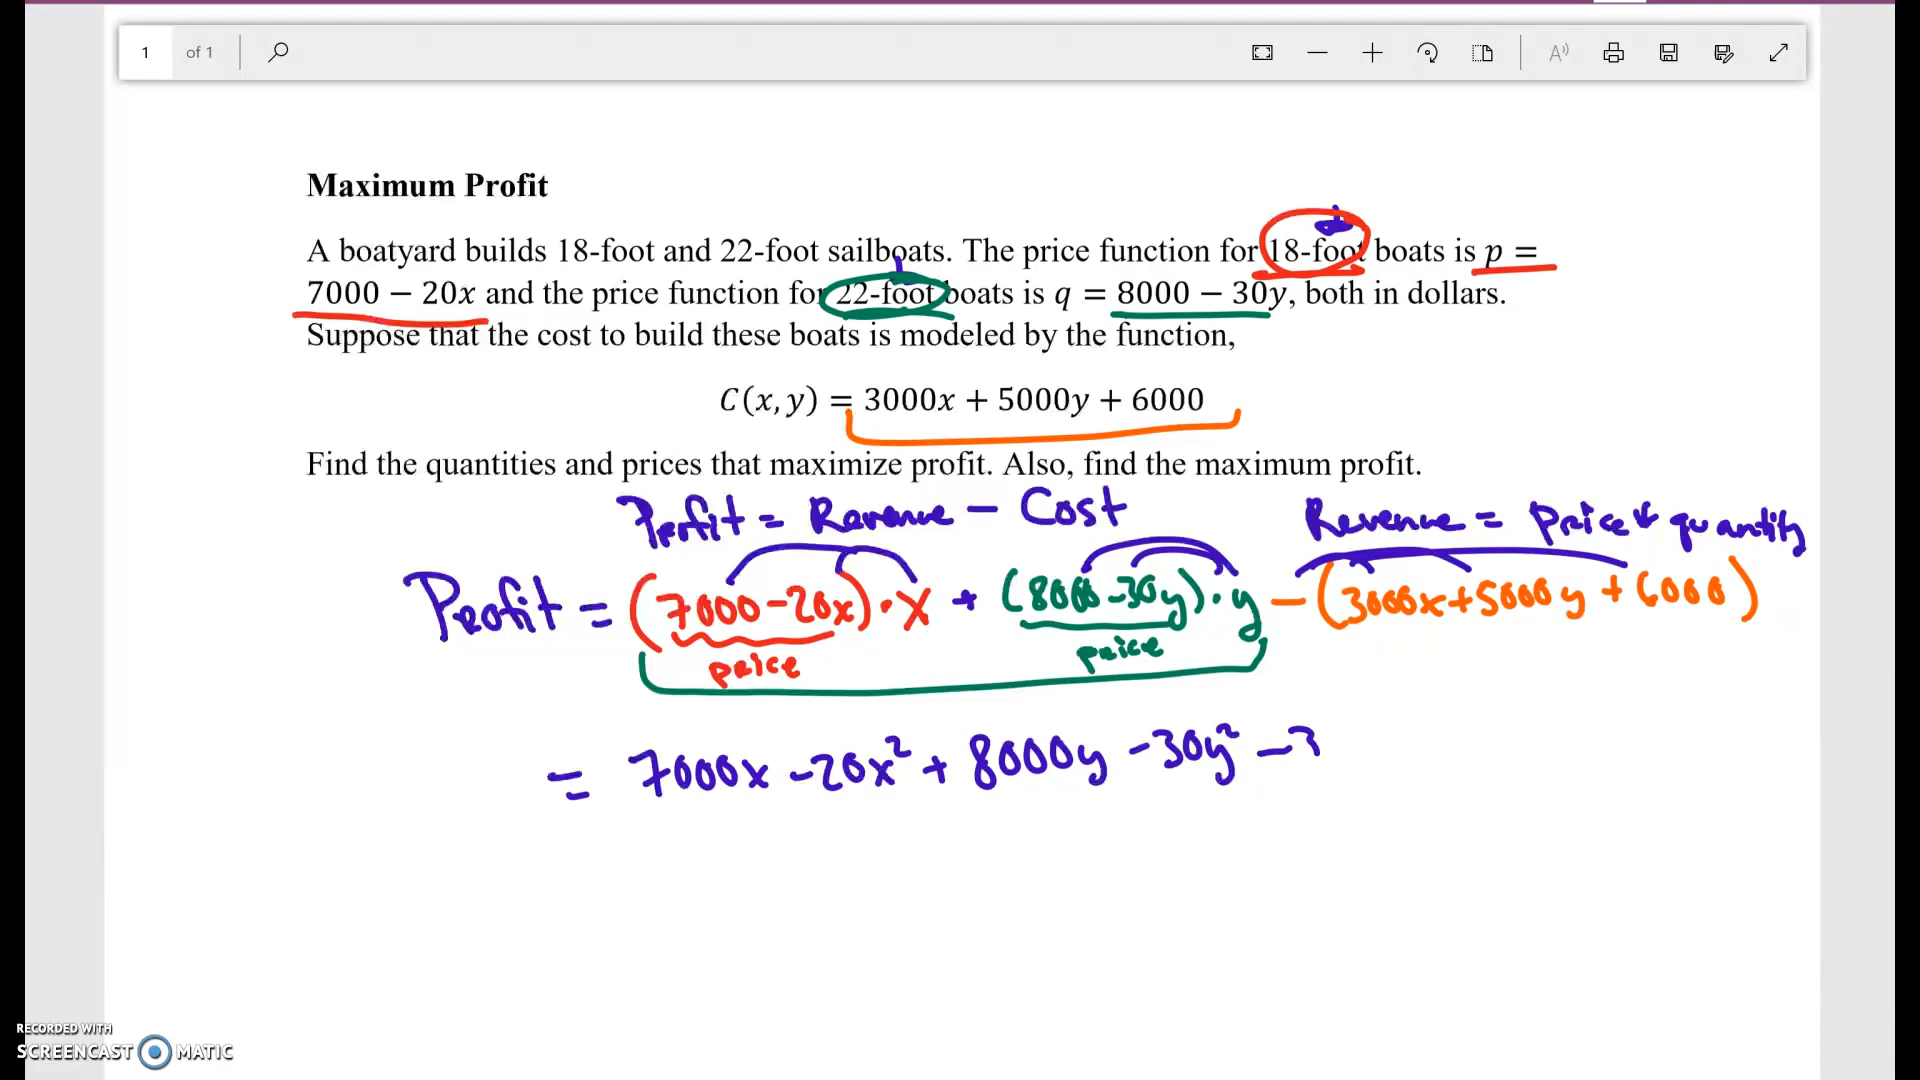 1 of 1
Maximum Profit
A boatyard builds 18-foot and 22-foot sailboats. The price function for 18-foot boats is p =
7000 − 20x and the price function for 22-foot boats is q = 8000 − 30y, both in dollars.
Suppose that the cost to build these boats is modeled by the function,
C(x, y) = 3000x + 5000y + 6000
Find the quantities and prices that maximize profit. Also, find the maximum profit.
Profit = Revenue − Cost
Revenue = price * quantity
Profit = (7000 − 20x) · x + (8000 − 30y) · y − (3000x + 5000y + 6000)
price price
= 7000x − 20x² + 8000y − 30y² − 3
RECORDED WITH
SCREENCAST MATIC